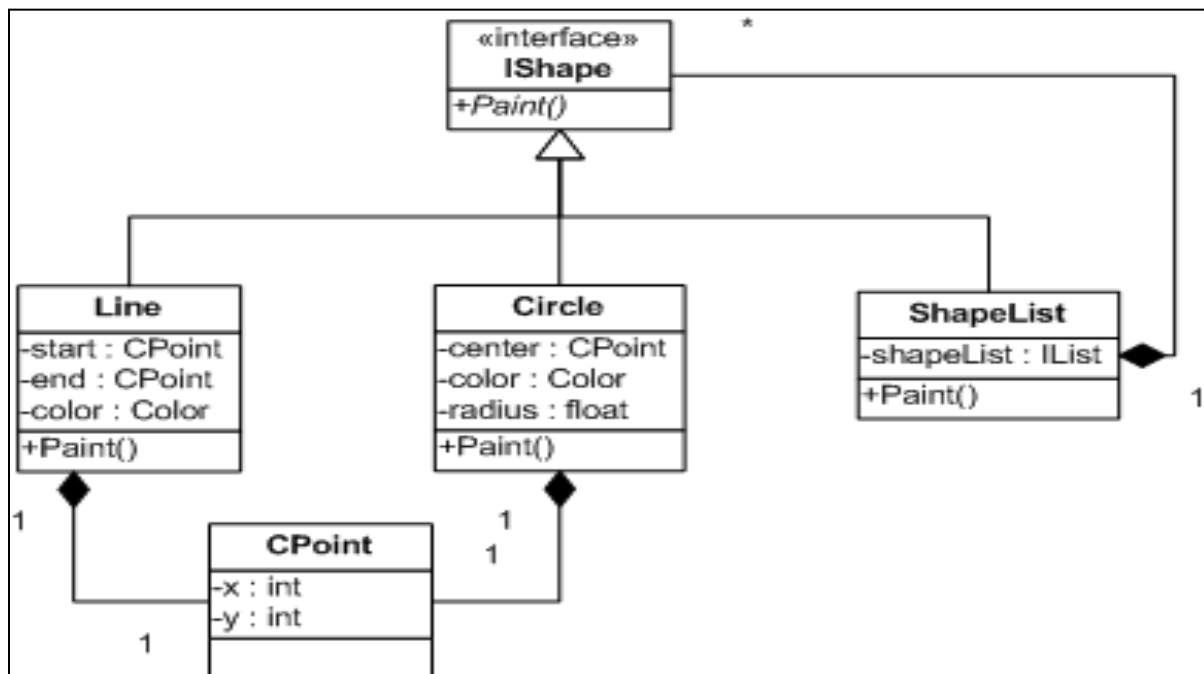 «interface»
*
IShape
+Paint()
Line
-start : CPoint
-end : CPoint
-color : Color
+Paint()
Circle
-center : CPoint
-color : Color
-radius : float
+Paint()
ShapeList
-shapeList : IList
+Paint()
1
1
1
1
CPoint
-x : int
-y : int
1